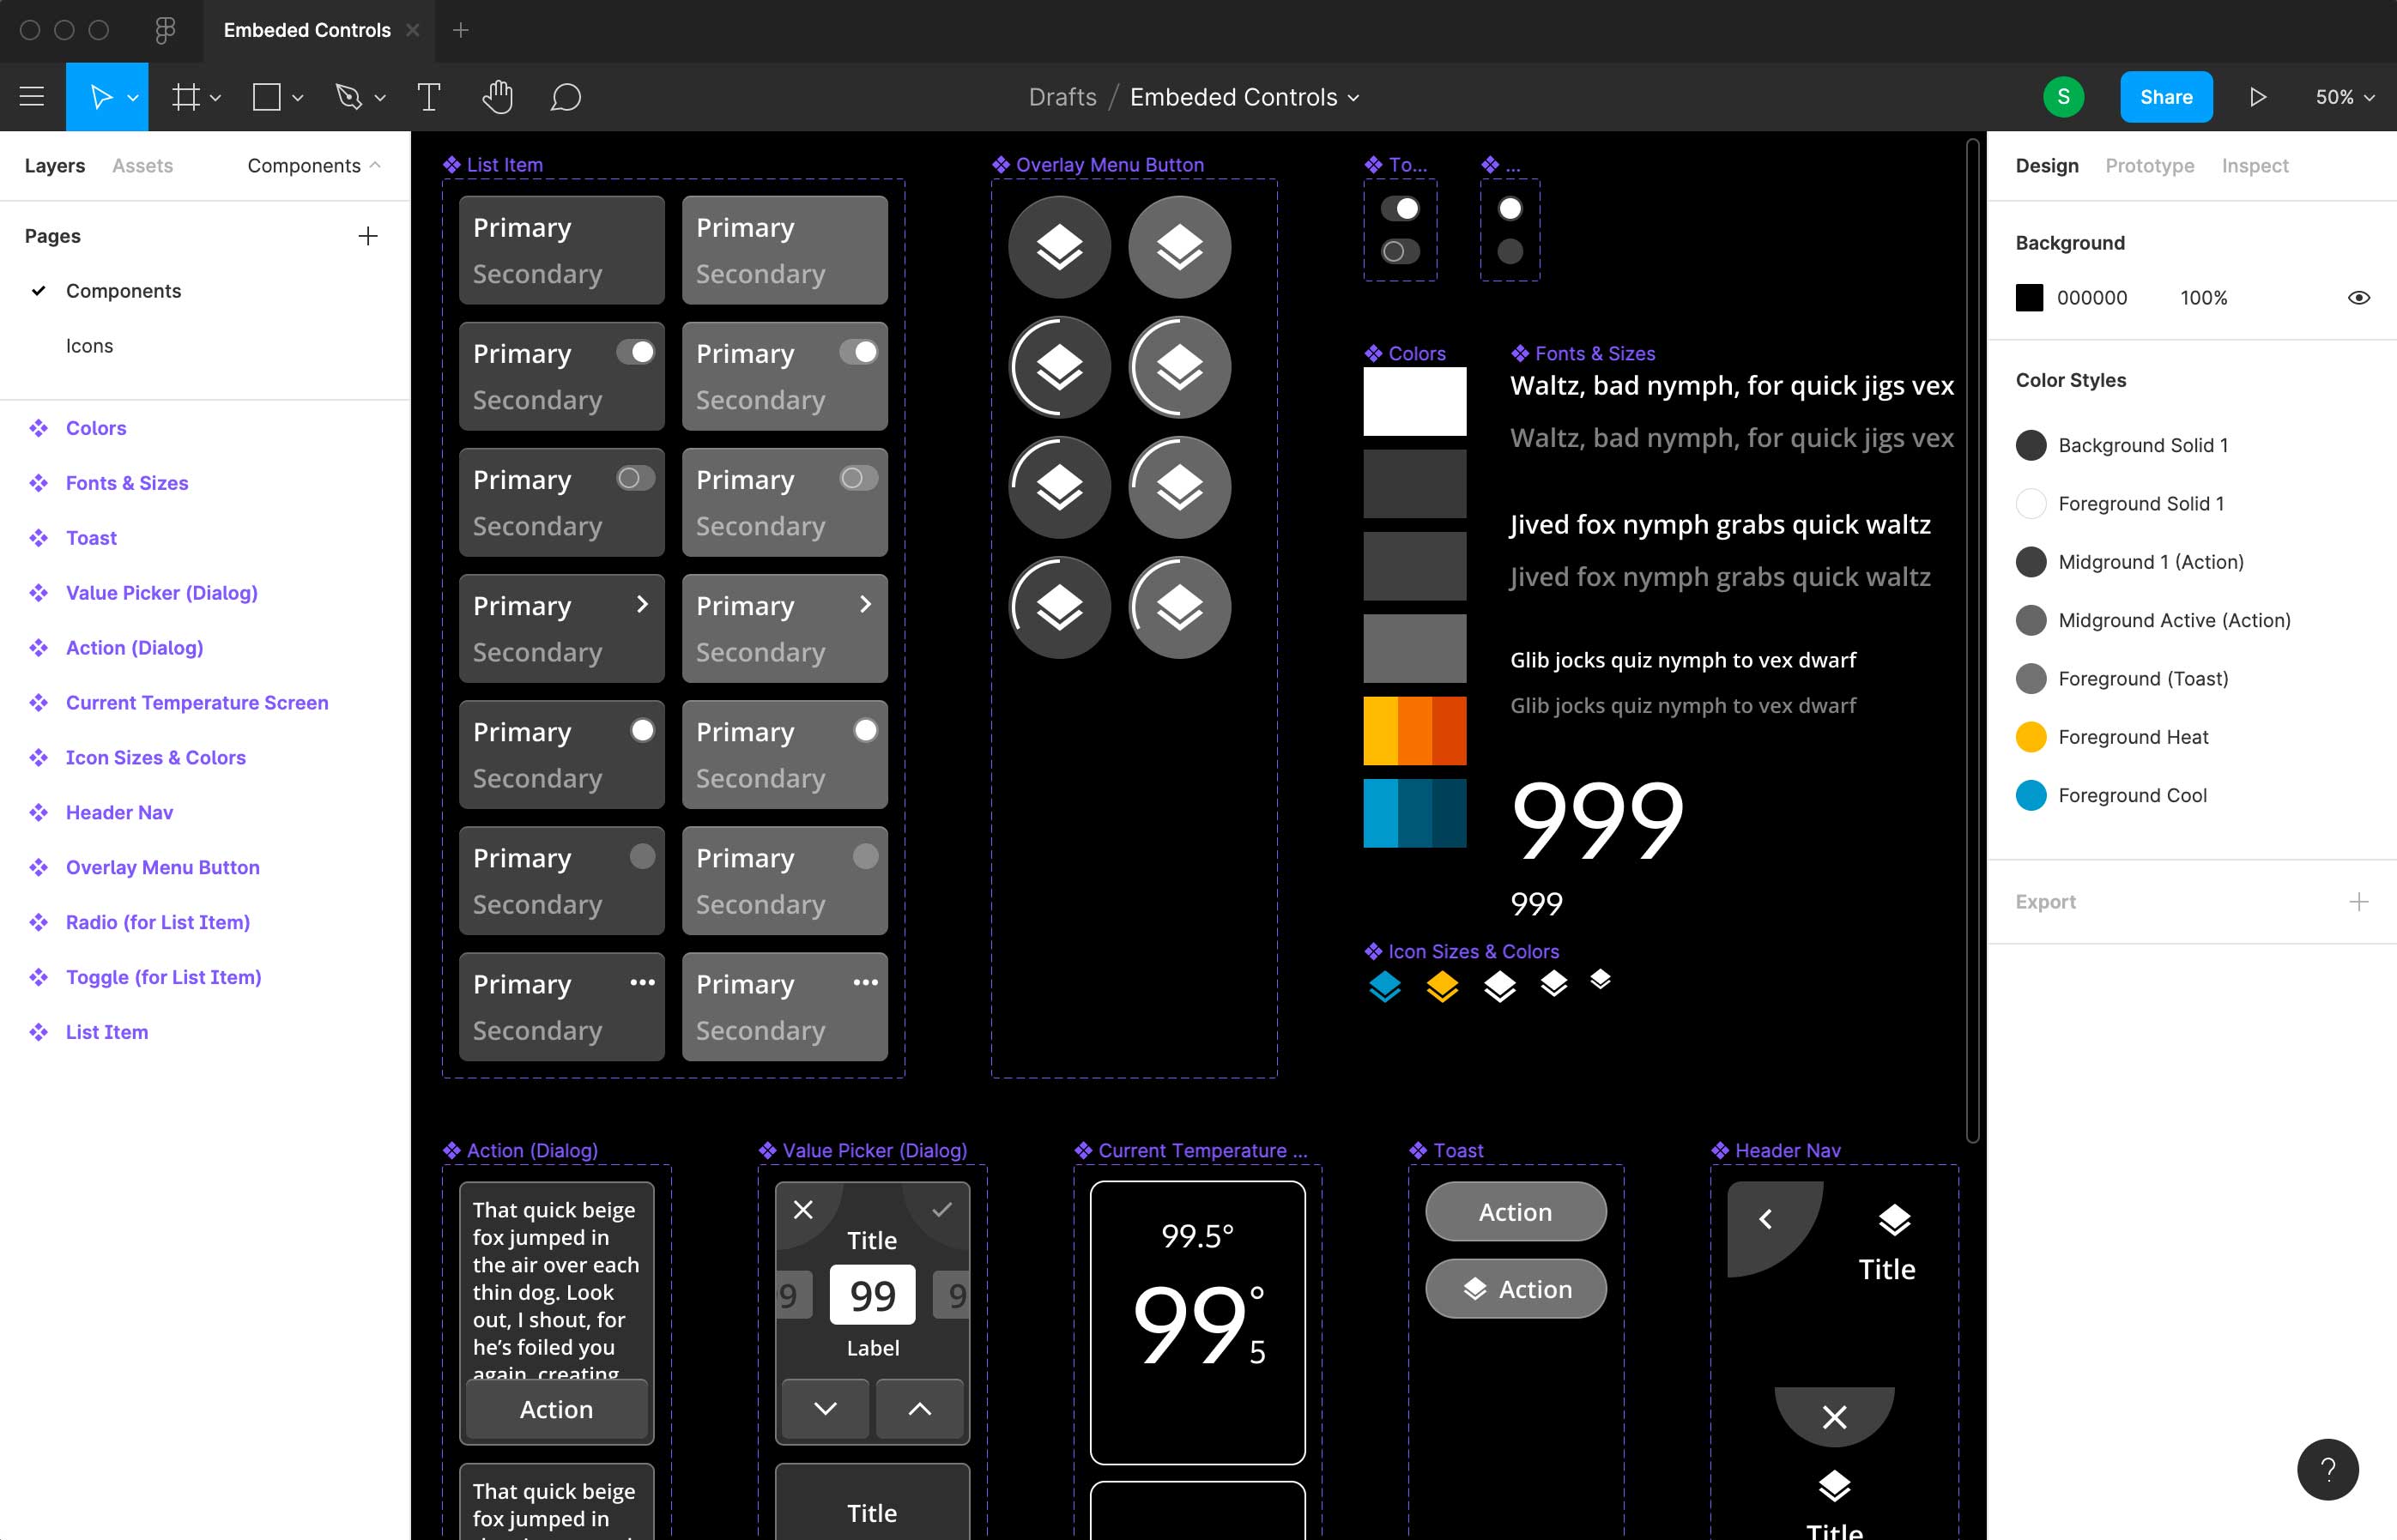 Embeded Controls
Drafts / Embeded Controls
S
Share
50%
Layers
Assets
Components
Pages
Components
Icons
Colors
Fonts & Sizes
Toast
Value Picker (Dialog)
Action (Dialog)
Current Temperature Screen
Icon Sizes & Colors
Header Nav
Overlay Menu Button
Radio (for List Item)
Toggle (for List Item)
List Item
List Item
Primary
Secondary
Primary
Secondary
Primary
Secondary
Primary
Secondary
Primary
Secondary
Primary
Secondary
Primary
Secondary
Primary
Secondary
Primary
Secondary
Primary
Secondary
Primary
Secondary
Primary
Secondary
Primary
Secondary
Primary
Secondary
Overlay Menu Button
To...
...
Colors
Fonts & Sizes
Waltz, bad nymph, for quick jigs vex
Waltz, bad nymph, for quick jigs vex
Jived fox nymph grabs quick waltz
Jived fox nymph grabs quick waltz
Glib jocks quiz nymph to vex dwarf
Glib jocks quiz nymph to vex dwarf
999
999
Icon Sizes & Colors
Action (Dialog)
That quick beige
fox jumped in
the air over each
thin dog. Look
out, I shout, for
he’s foiled you
again, creating
Action
That quick beige
fox jumped in
Value Picker (Dialog)
Title
9
99
9
Label
Title
Current Temperature ...
99.5°
99°
5
Toast
Action
Action
Header Nav
Title
Title
Design
Prototype
Inspect
Background
000000
100%
Color Styles
Background Solid 1
Foreground Solid 1
Midground 1 (Action)
Midground Active (Action)
Foreground (Toast)
Foreground Heat
Foreground Cool
Export
?